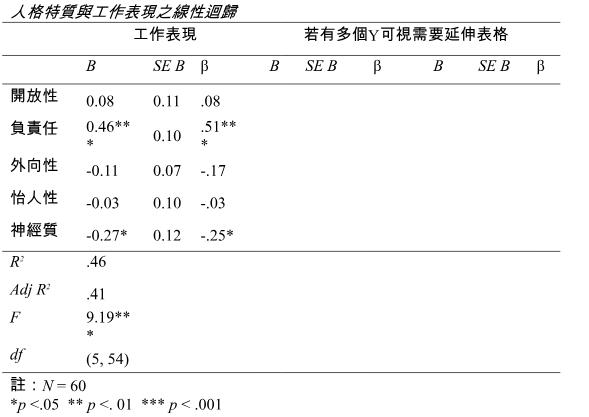 人格特質與工作表現之線性迴歸
工作表現 若有多個Y可視需要延伸表格
B SE B β B SE B β B SE B β
開放性 0.08 0.11 .08
負責任 0.46*** 0.10 .51***
外向性 -0.11 0.07 -.17
怡人性 -0.03 0.10 -.03
神經質 -0.27* 0.12 -.25*
R² .46
Adj R² .41
F 9.19***
df (5, 54)
註：N = 60
*p <.05 ** p <. 01 *** p < .001